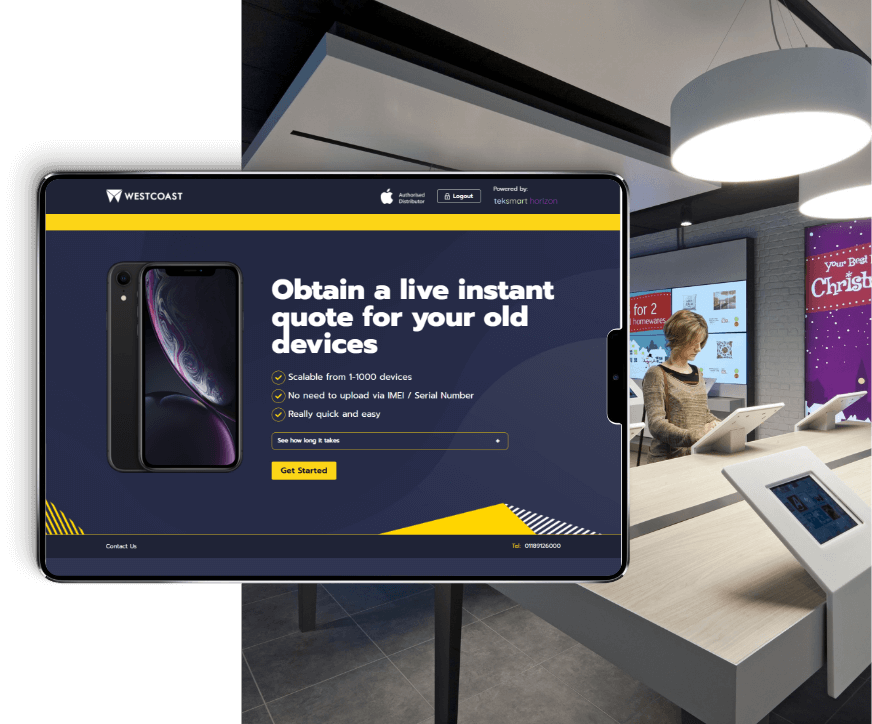 WESTCOAST
Authorised
Distributor
Logout
Powered by:
teksmart horizon
Obtain a live instant
quote for your old
devices
Scalable from 1-1000 devices
No need to upload via IMEI / Serial Number
Really quick and easy
See how long it takes +
Get Started
Contact Us
Tel: 01189126000
your Best
Christ
for 2
homewares